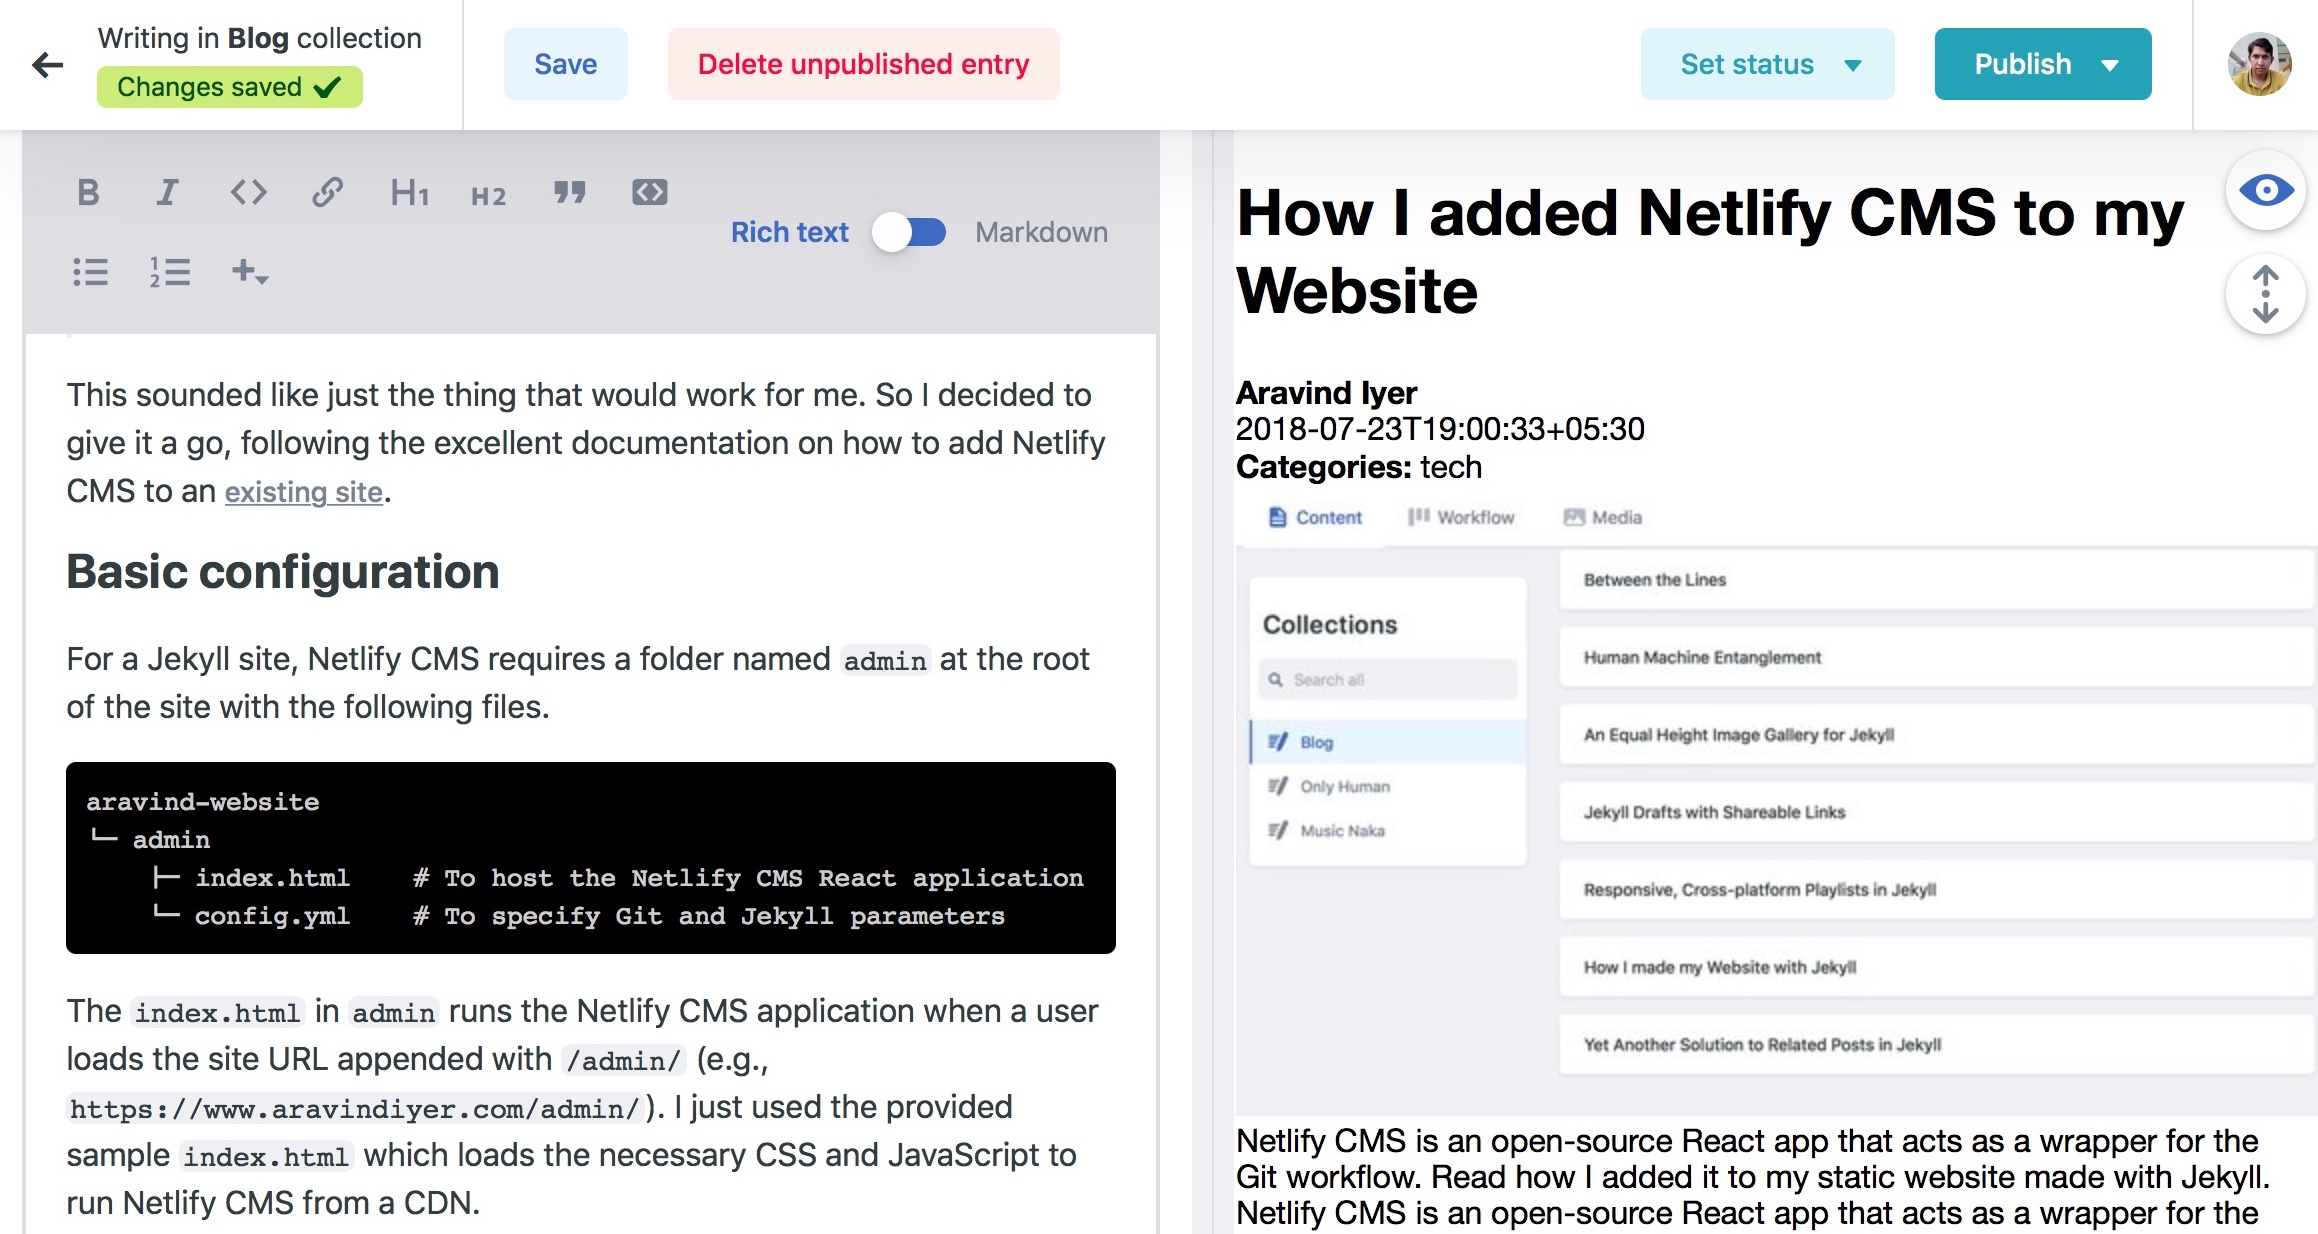 Writing in Blog collection
Changes saved
Save
Delete unpublished entry
Set status
Publish
B I H1 H2
Rich text
Markdown
This sounded like just the thing that would work for me. So I decided to
give it a go, following the excellent documentation on how to add Netlify
CMS to an existing site.
Basic configuration
For a Jekyll site, Netlify CMS requires a folder named admin at the root
of the site with the following files.
aravind-website
└─ admin
├─ index.html # To host the Netlify CMS React application
└─ config.yml # To specify Git and Jekyll parameters
The index.html in admin runs the Netlify CMS application when a user
loads the site URL appended with /admin/ (e.g.,
https://www.aravindiyer.com/admin/). I just used the provided
sample index.html which loads the necessary CSS and JavaScript to
run Netlify CMS from a CDN.
How I added Netlify CMS to my
Website
Aravind Iyer
2018-07-23T19:00:33+05:30
Categories: tech
Content Workflow Media
Collections
Search all
Blog
Only Human
Music Naka
Between the Lines
Human Machine Entanglement
An Equal Height Image Gallery for Jekyll
Jekyll Drafts with Shareable Links
Responsive, Cross-platform Playlists in Jekyll
How I made my Website with Jekyll
Yet Another Solution to Related Posts in Jekyll
Netlify CMS is an open-source React app that acts as a wrapper for the
Git workflow. Read how I added it to my static website made with Jekyll.
Netlify CMS is an open-source React app that acts as a wrapper for the